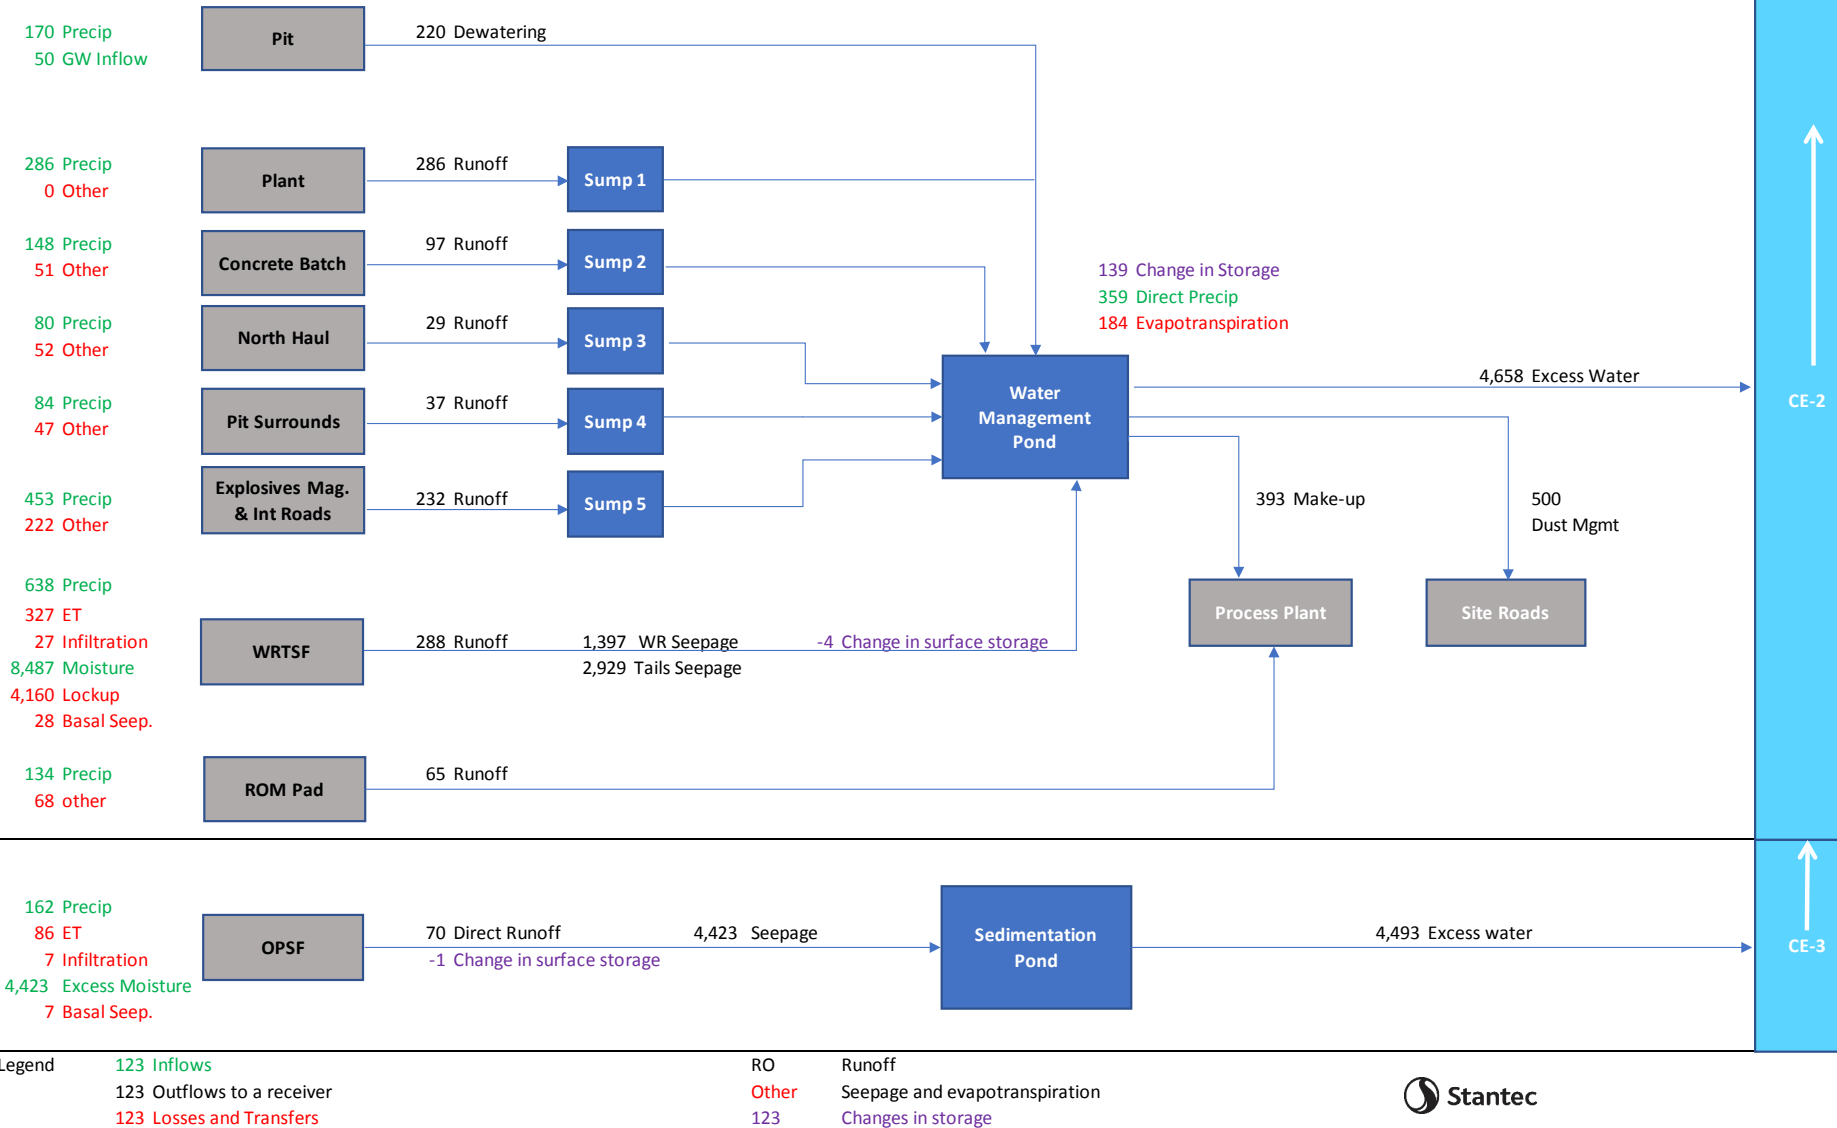 170 Precip
50 GW Inflow
Pit
220 Dewatering
286 Precip
0 Other
Plant
286 Runoff
Sump 1
148 Precip
51 Other
Concrete Batch
97 Runoff
Sump 2
80 Precip
52 Other
North Haul
29 Runoff
Sump 3
84 Precip
47 Other
Pit Surrounds
37 Runoff
Sump 4
453 Precip
222 Other
Explosives Mag.
& Int Roads
232 Runoff
Sump 5
139 Change in Storage
359 Direct Precip
184 Evapotranspiration
Water
Management
Pond
4,658 Excess Water
CE-2
393 Make-up
500
Dust Mgmt
Process Plant
Site Roads
638 Precip
327 ET
27 Infiltration
8,487 Moisture
4,160 Lockup
28 Basal Seep.
WRTSF
288 Runoff
1,397 WR Seepage
2,929 Tails Seepage
-4 Change in surface storage
134 Precip
68 other
ROM Pad
65 Runoff
162 Precip
86 ET
7 Infiltration
4,423 Excess Moisture
7 Basal Seep.
OPSF
70 Direct Runoff
-1 Change in surface storage
4,423 Seepage
Sedimentation
Pond
4,493 Excess water
CE-3
Legend
123 Inflows
123 Outflows to a receiver
123 Losses and Transfers
RO Runoff
Other Seepage and evapotranspiration
123 Changes in storage
Stantec